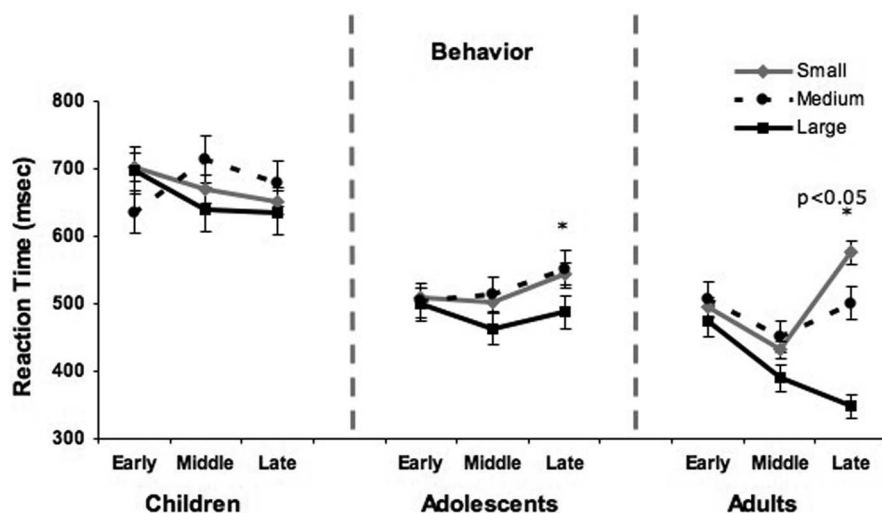 Behavior
Small
Medium
Large
Reaction Time (msec)
800
700
600
500
400
300
p<0.05
*
*
Early Middle Late
Early Middle Late
Early Middle Late
Children
Adolescents
Adults